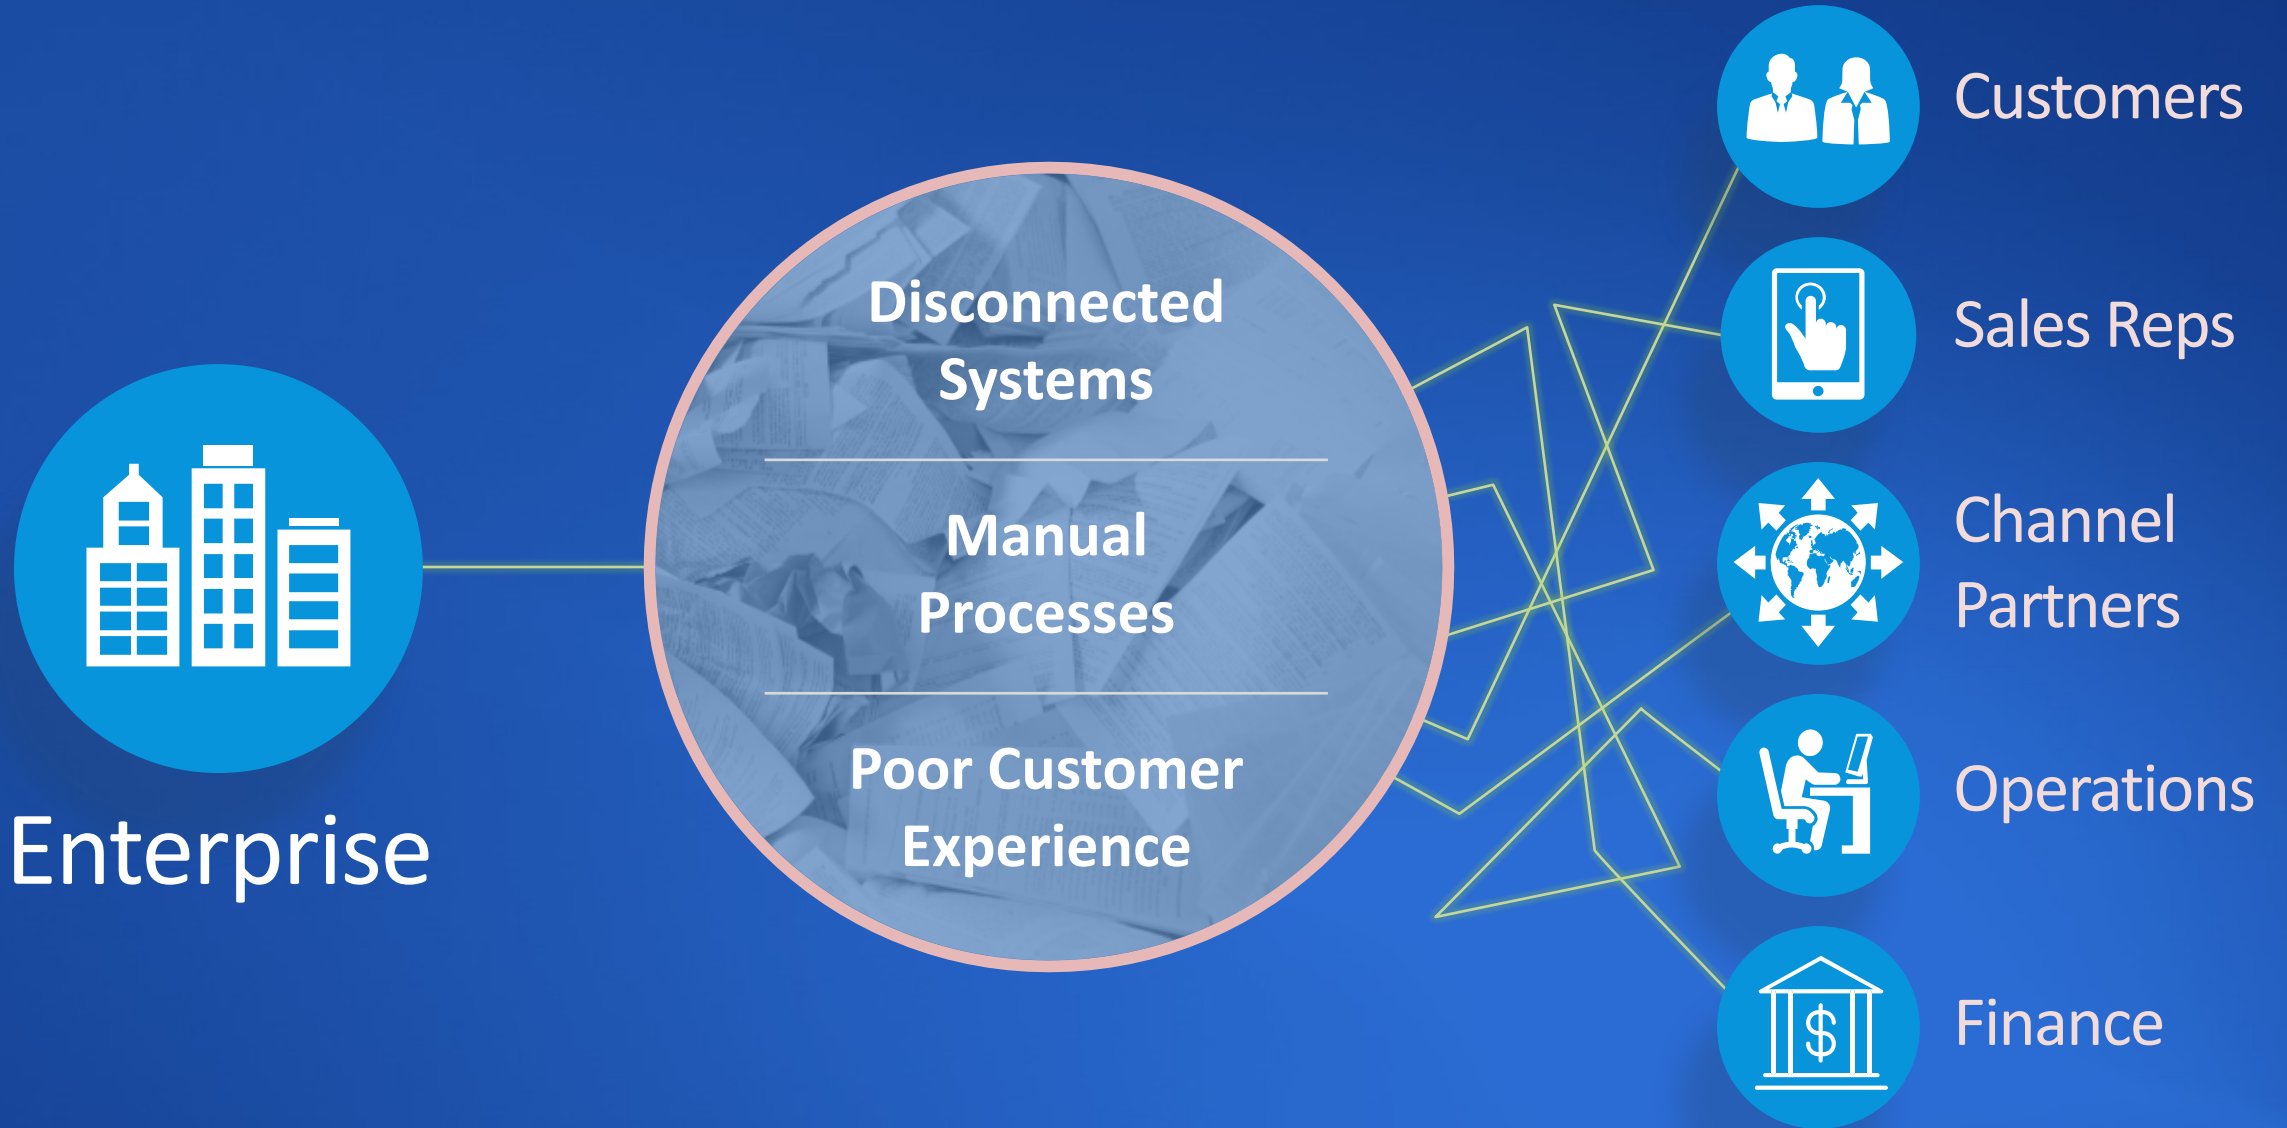 Enterprise
Disconnected
Systems
Manual
Processes
Poor Customer
Experience
Customers
Sales Reps
Channel
Partners
Operations
$
Finance